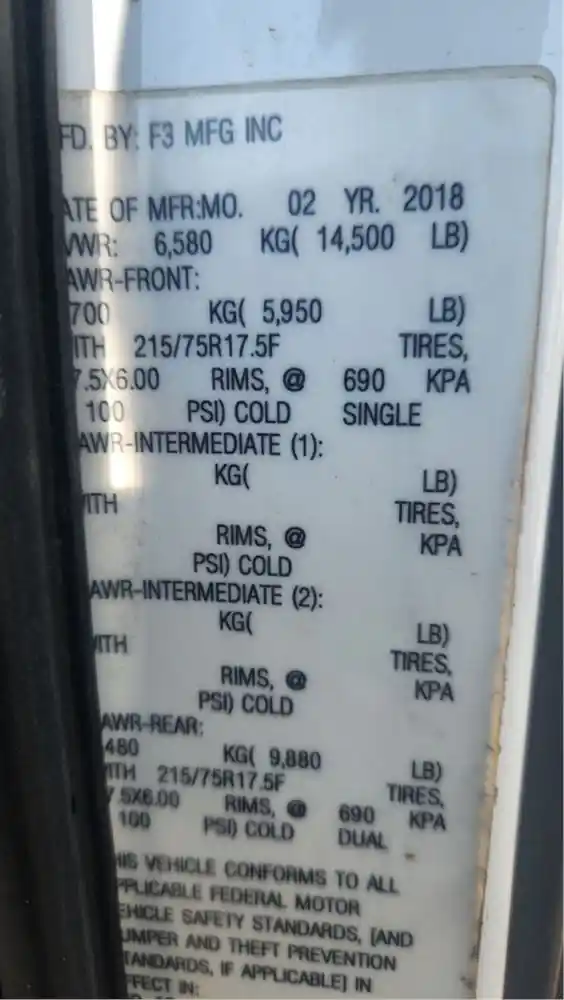 FD. BY: F3 MFG INC
ATE OF MFR:MO. 02 YR. 2018
VWR: 6,580 KG( 14,500 LB)
AWR-FRONT:
700 KG( 5,950 LB)
ITH 215/75R17.5F TIRES,
7.5X6.00 RIMS, @ 690 KPA
100 PSI) COLD SINGLE
AWR-INTERMEDIATE (1):
KG( LB)
ITH TIRES,
RIMS, @ KPA
PSI) COLD
AWR-INTERMEDIATE (2):
KG( LB)
ITH TIRES,
RIMS, @ KPA
PSI) COLD
AWR-REAR:
480 KG( 9,880 LB)
ITH 215/75R17.5F TIRES,
7.5X6.00 RIMS, @ 690 KPA
100 PSI) COLD DUAL
HIS VEHICLE CONFORMS TO ALL
PPLICABLE FEDERAL MOTOR
EHICLE SAFETY STANDARDS, [AND
UMPER AND THEFT PREVENTION
TANDARDS, IF APPLICABLE] IN
FFECT IN: